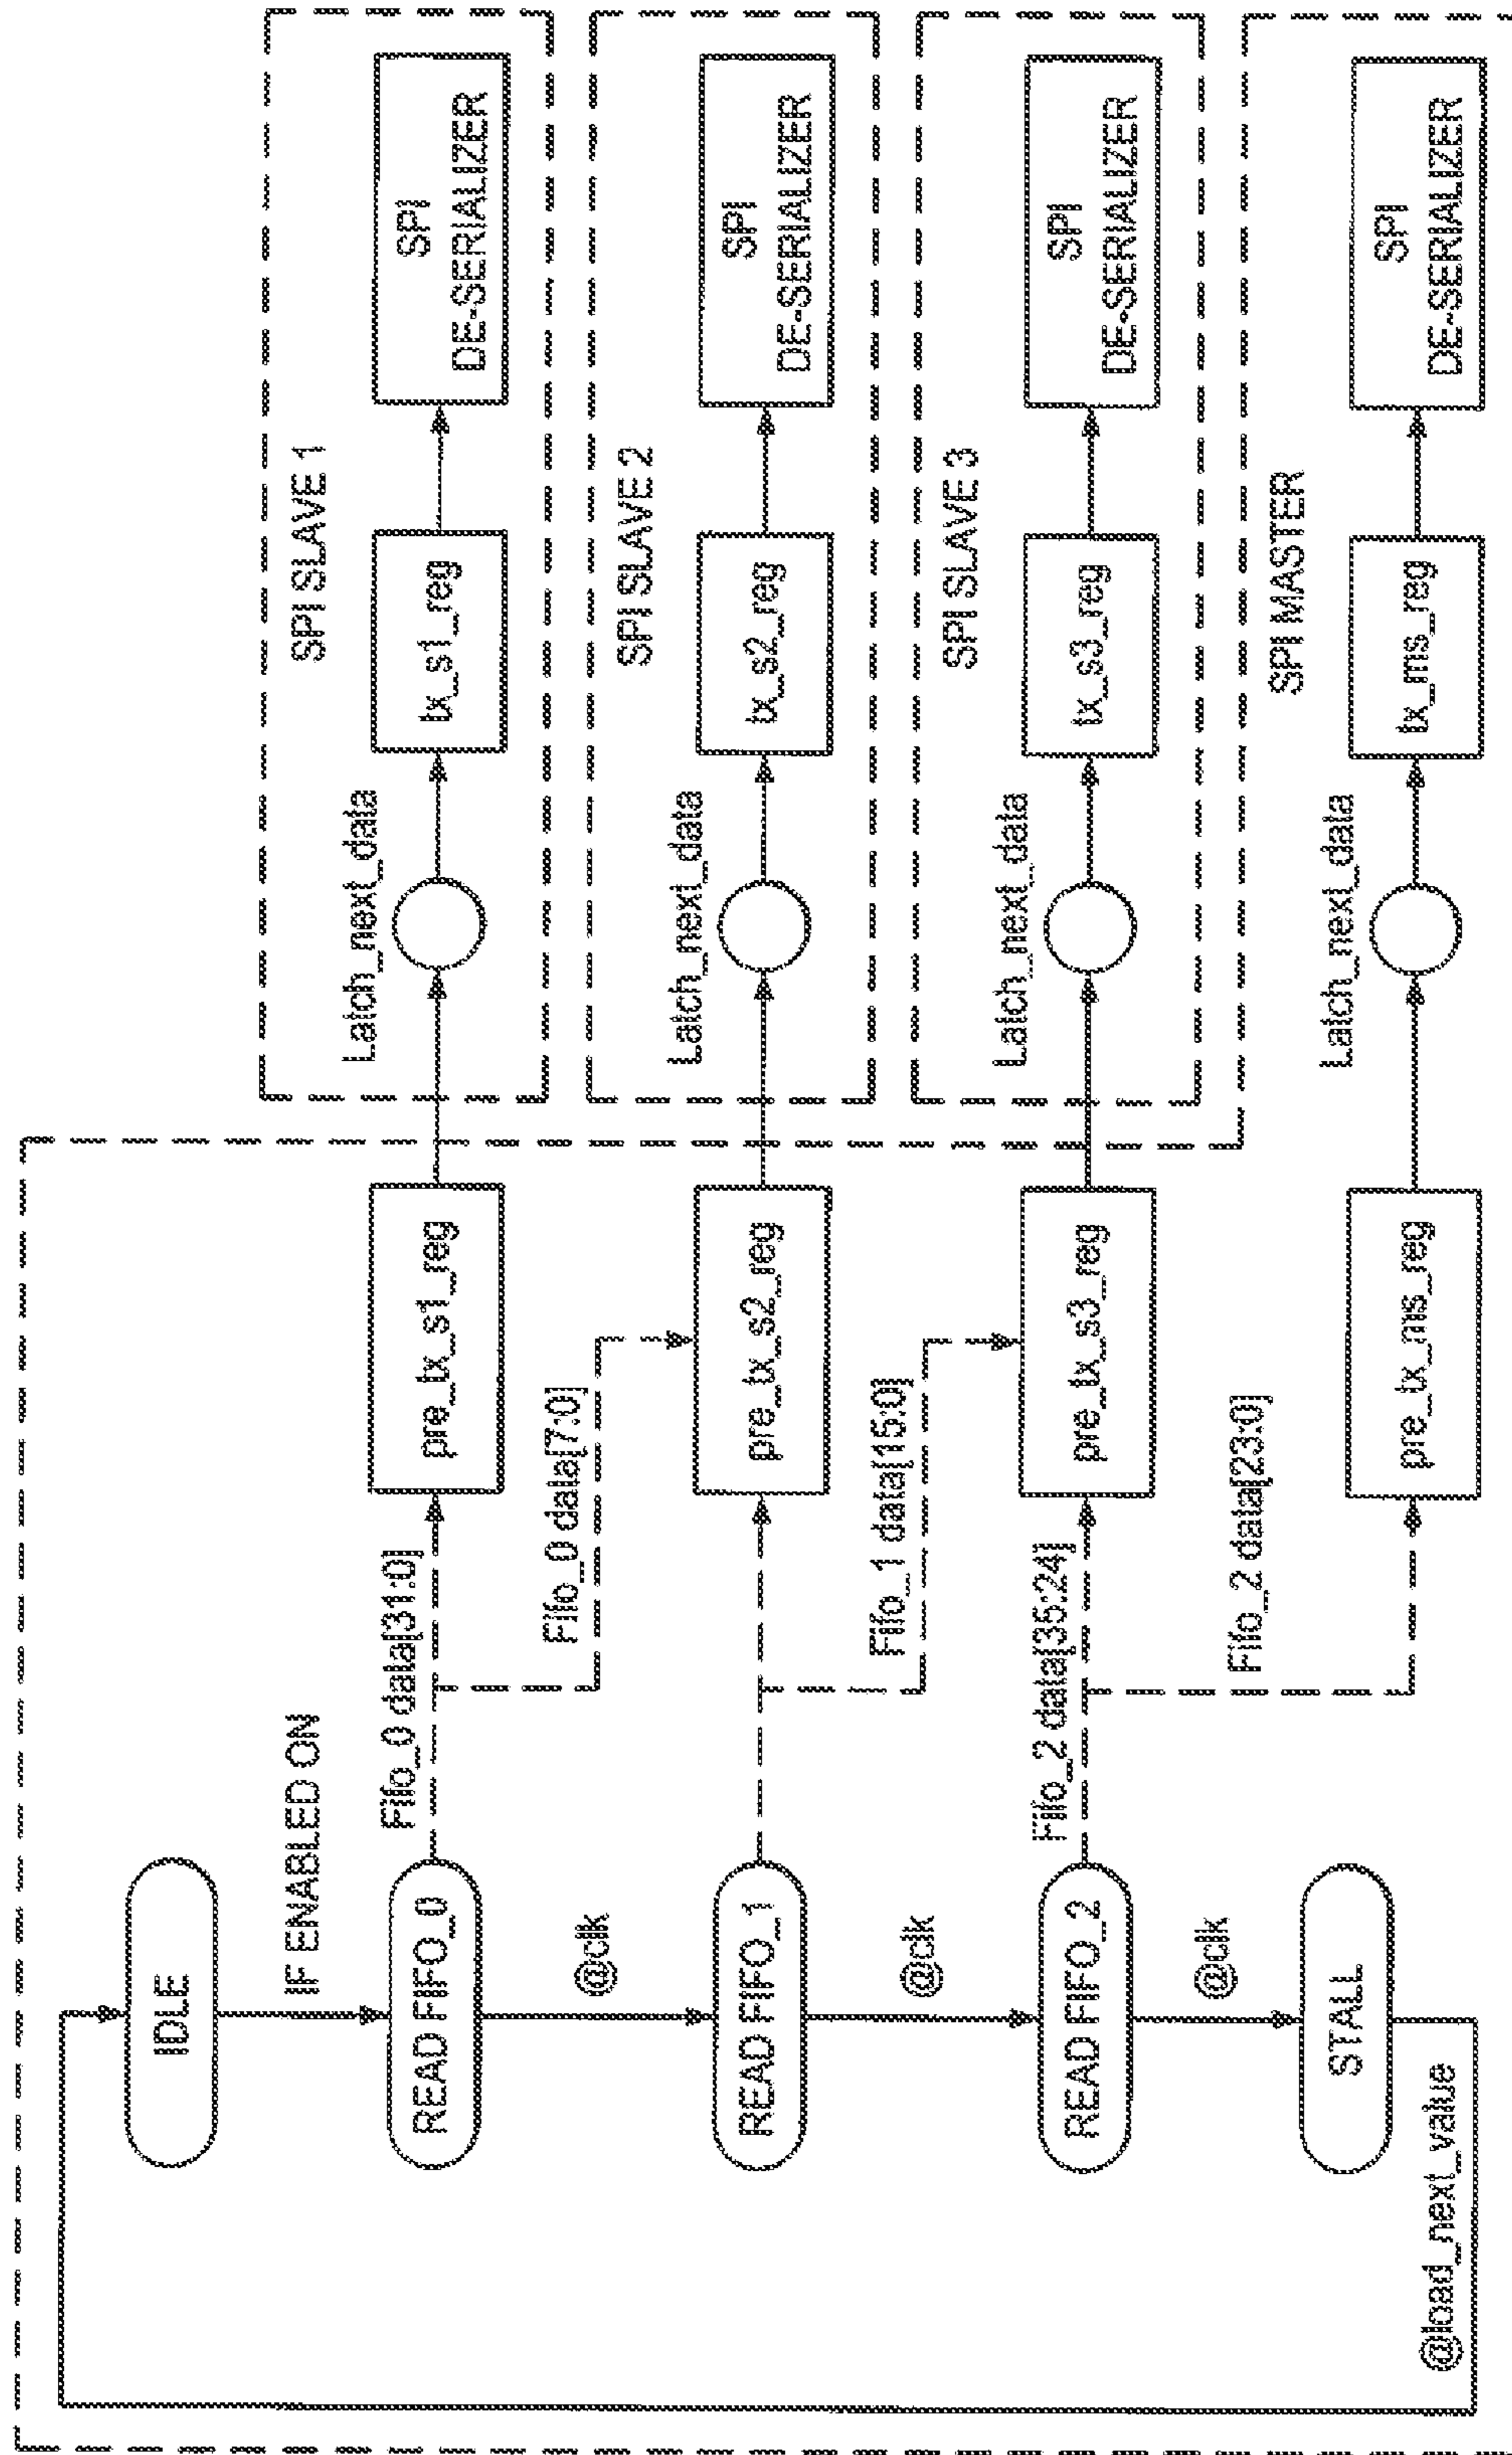 IDLE
IF ENABLED ON
READ FIFO_0
Fifo_0 data[31:0]
pre_tx_s1_reg
Latch_next_data
SPI SLAVE 1
tx_s1_reg
SPI
DE-SERIALIZER
@clk
Fifo_0 data[7:0]
READ FIFO_1
pre_tx_s2_reg
Latch_next_data
SPI SLAVE 2
tx_s2_reg
SPI
DE-SERIALIZER
@clk
Fifo_1 data[15:0]
READ FIFO_2
Fifo_2 data[35:24]
pre_tx_s3_reg
Latch_next_data
SPI SLAVE 3
tx_s3_reg
SPI
DE-SERIALIZER
@clk
Fifo_2 data[23:0]
STALL
@load_next_value
pre_tx_ms_reg
Latch_next_data
SPI MASTER
tx_ms_reg
SPI
DE-SERIALIZER